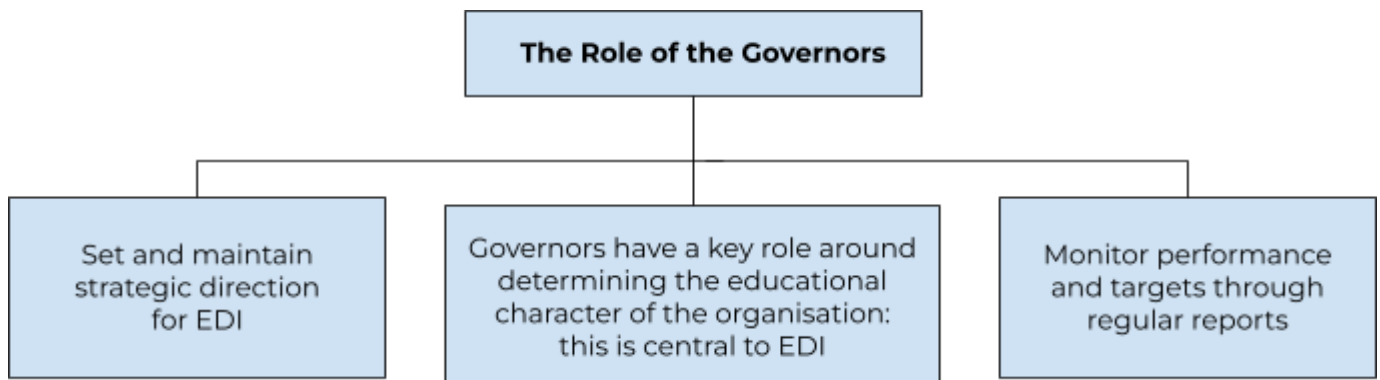 The Role of the Governors
Set and maintain
strategic direction
for EDI
Governors have a key role around
determining the educational
character of the organisation:
this is central to EDI
Monitor performance
and targets through
regular reports